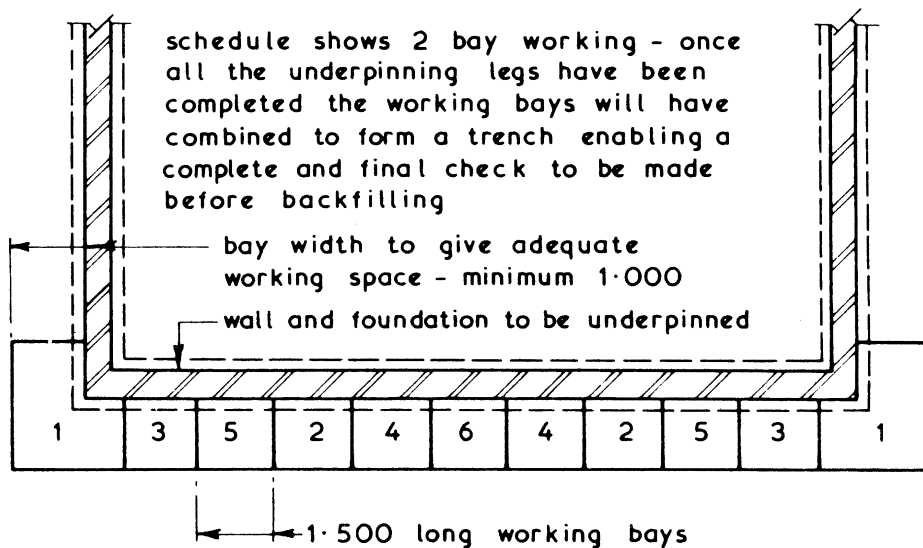 schedule shows 2 bay working - once
all the underpinning legs have been
completed the working bays will have
combined to form a trench enabling a
complete and final check to be made
before backfilling
bay width to give adequate
working space - minimum 1·000
wall and foundation to be underpinned
1 3 5 2 4 6 4 2 5 3 1
1·500 long working bays